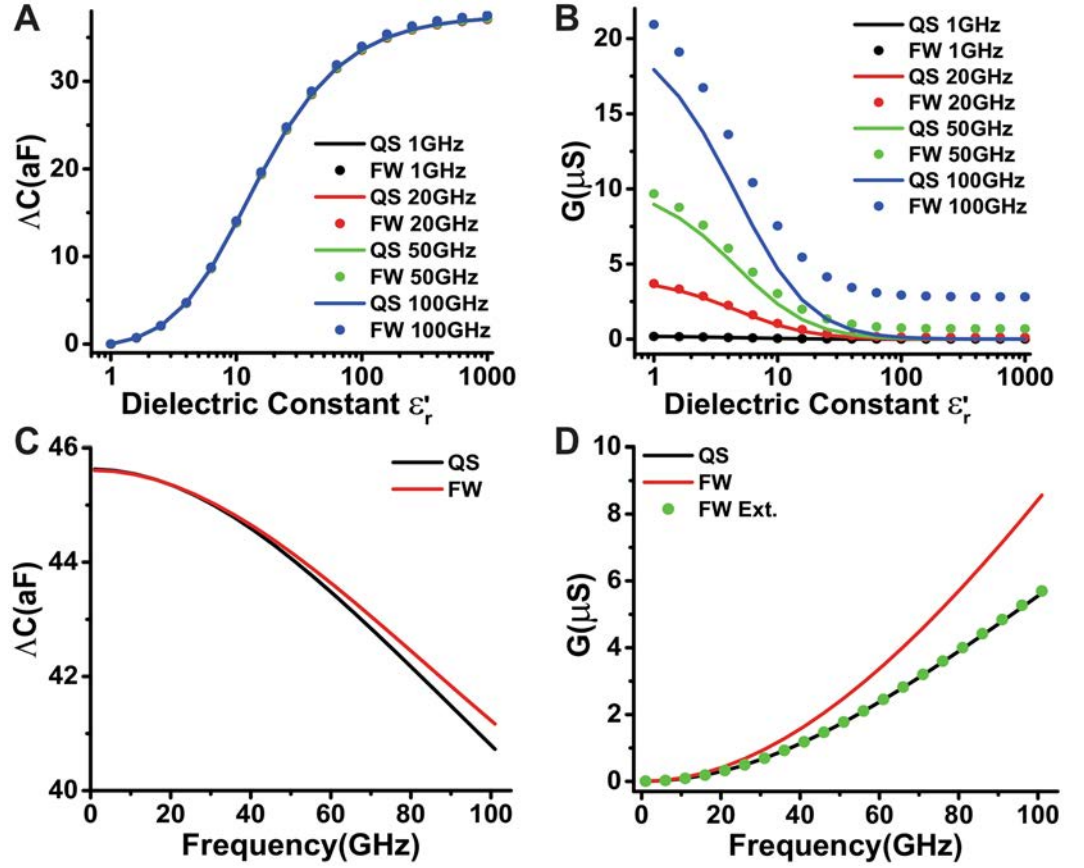 A
ΛC(aF)
30
20
10
0
QS 1GHz
FW 1GHz
QS 20GHz
FW 20GHz
QS 50GHz
FW 50GHz
QS 100GHz
FW 100GHz
1 10 100 1000
Dielectric Constant ε'r
B
G(μS)
20
15
10
5
0
QS 1GHz
FW 1GHz
QS 20GHz
FW 20GHz
QS 50GHz
FW 50GHz
QS 100GHz
FW 100GHz
1 10 100 1000
Dielectric Constant ε'r
C
ΛC(aF)
46
44
42
40
QS
FW
0 20 40 60 80 100
Frequency(GHz)
D
G(μS)
10
8
6
4
2
0
QS
FW
FW Ext.
0 20 40 60 80 100
Frequency(GHz)